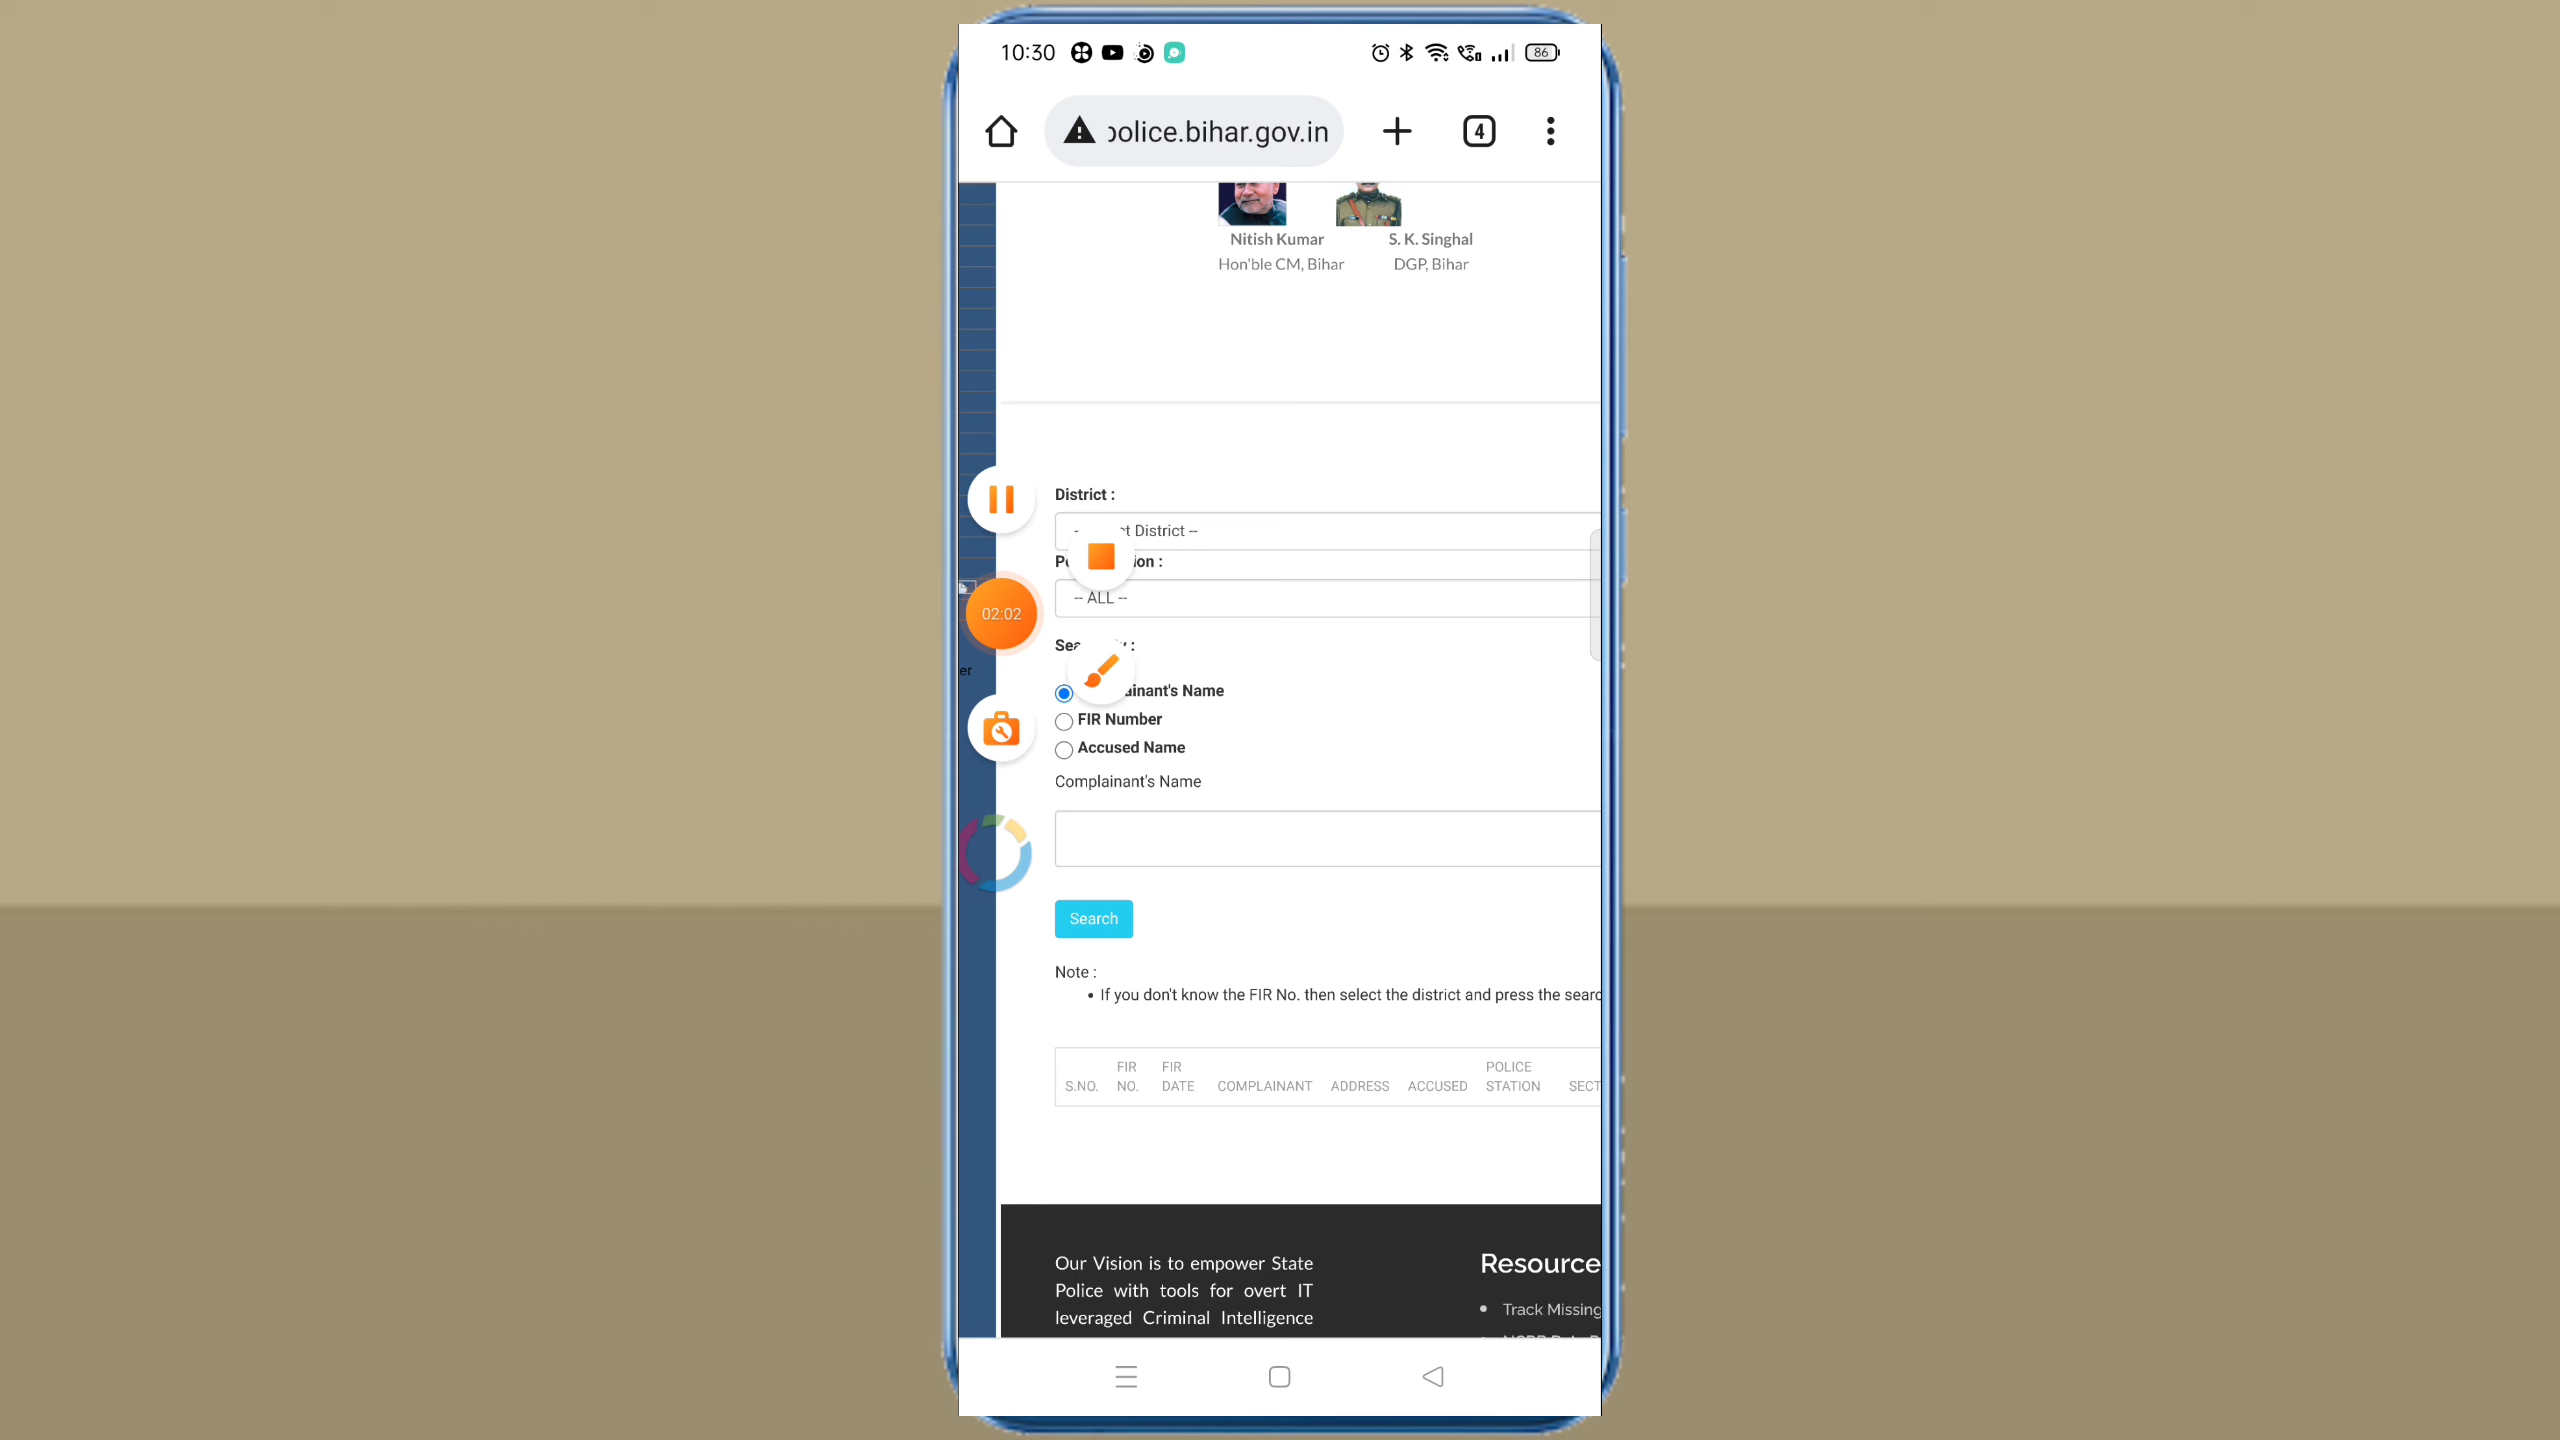 10:30
86
police.bihar.gov.in
4
Nitish Kumar
S. K. Singhal
Hon'ble CM, Bihar
DGP, Bihar
District :
District --
-- ALL --
02:02
er
Name
FIR Number
Accused Name
Complainant's Name
Search
Note :
• If you don't know the FIR No. then select the district and press the
S.NO.
FIR NO.
FIR DATE
COMPLAINANT
ADDRESS
ACCUSED
POLICE STATION
SECT
Our Vision is to empower State
Police with tools for overt IT
leveraged Criminal Intelligence
Resource
• Track Missing